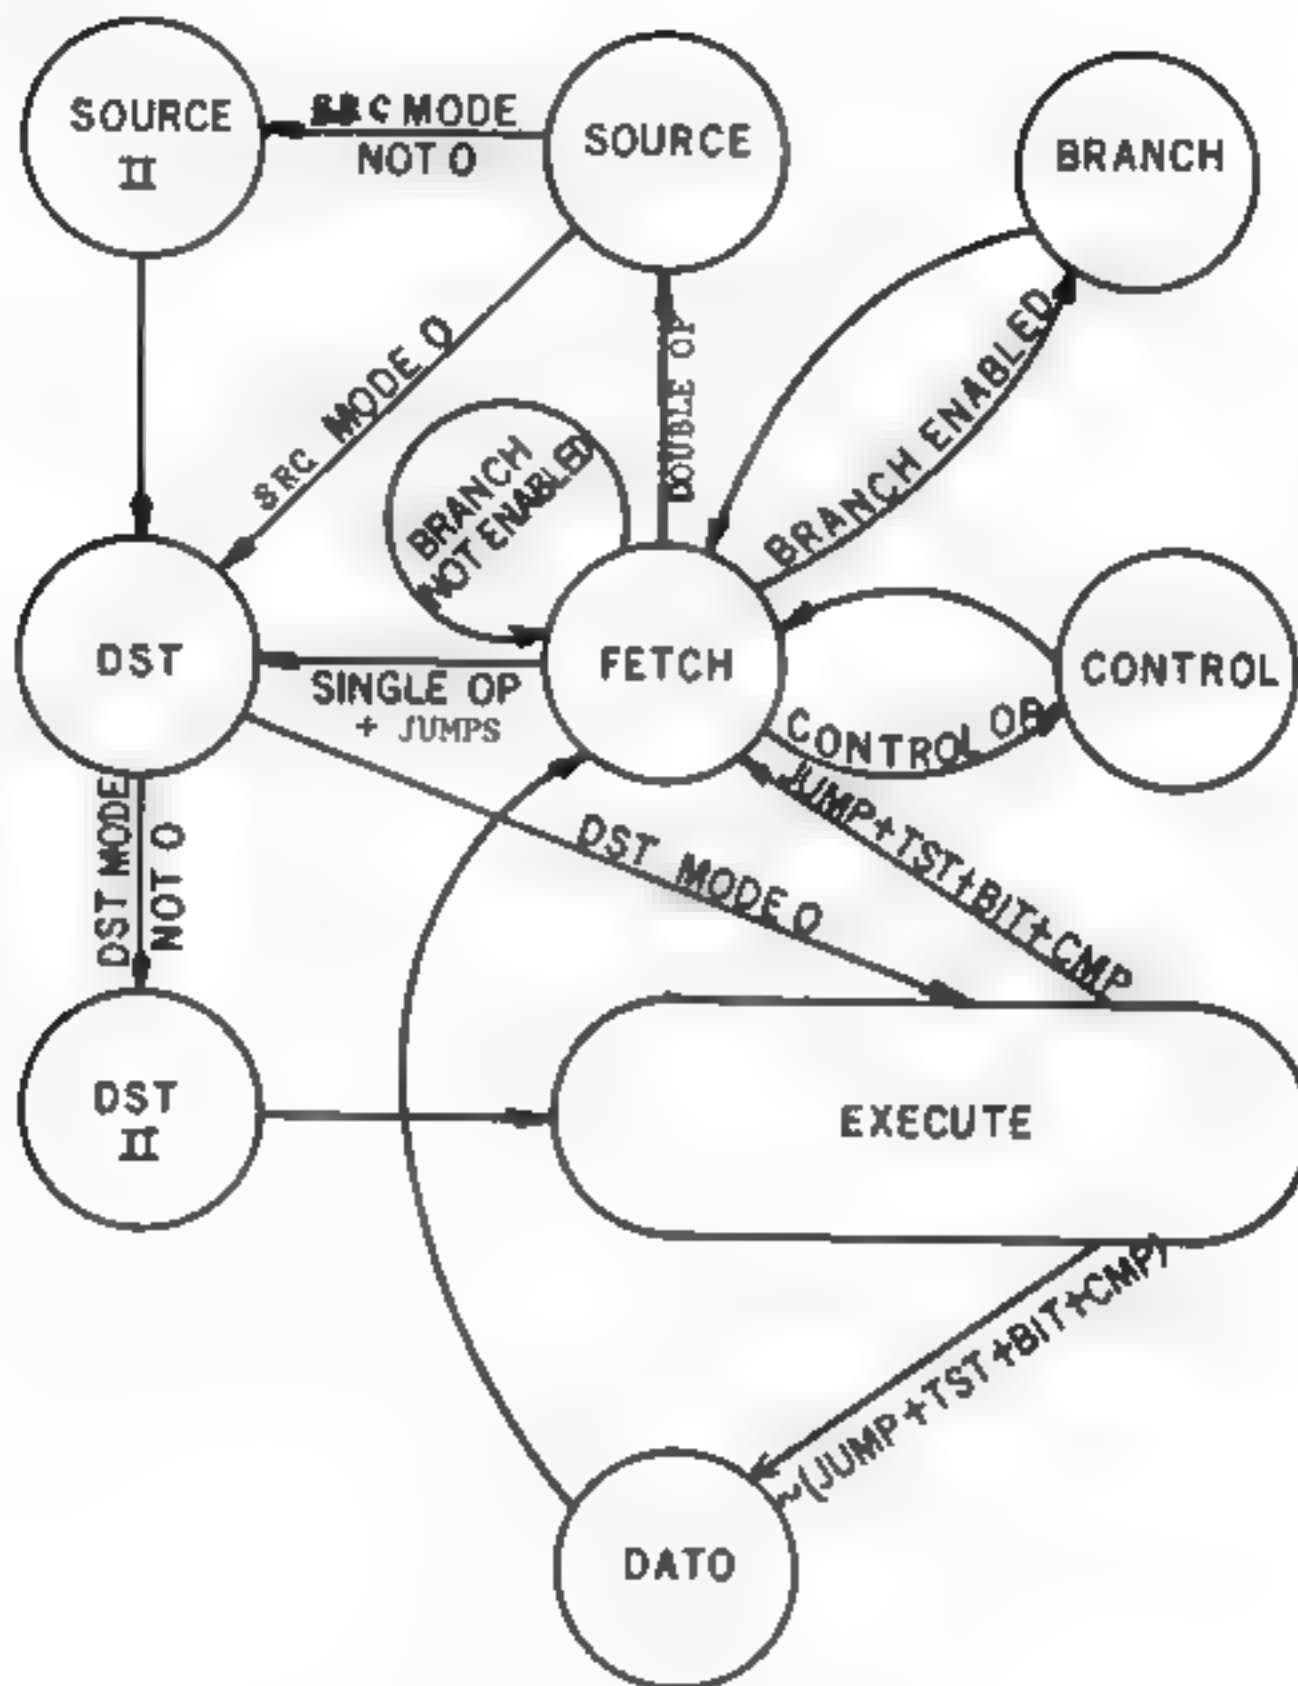 SOURCE
II
SRC MODE
NOT 0
SOURCE
BRANCH
SRC MODE 0
DOUBLE OP
BRANCH ENABLED
BRANCH
NOT ENABLED
DST
SINGLE OP
+ JUMPS
FETCH
CONTROL
CONTROL OP
JUMP+TST+BIT+CMP
DST MODE
NOT 0
DST MODE 0
DST
II
EXECUTE
~(JUMP+TST+BIT+CMP)
DATO